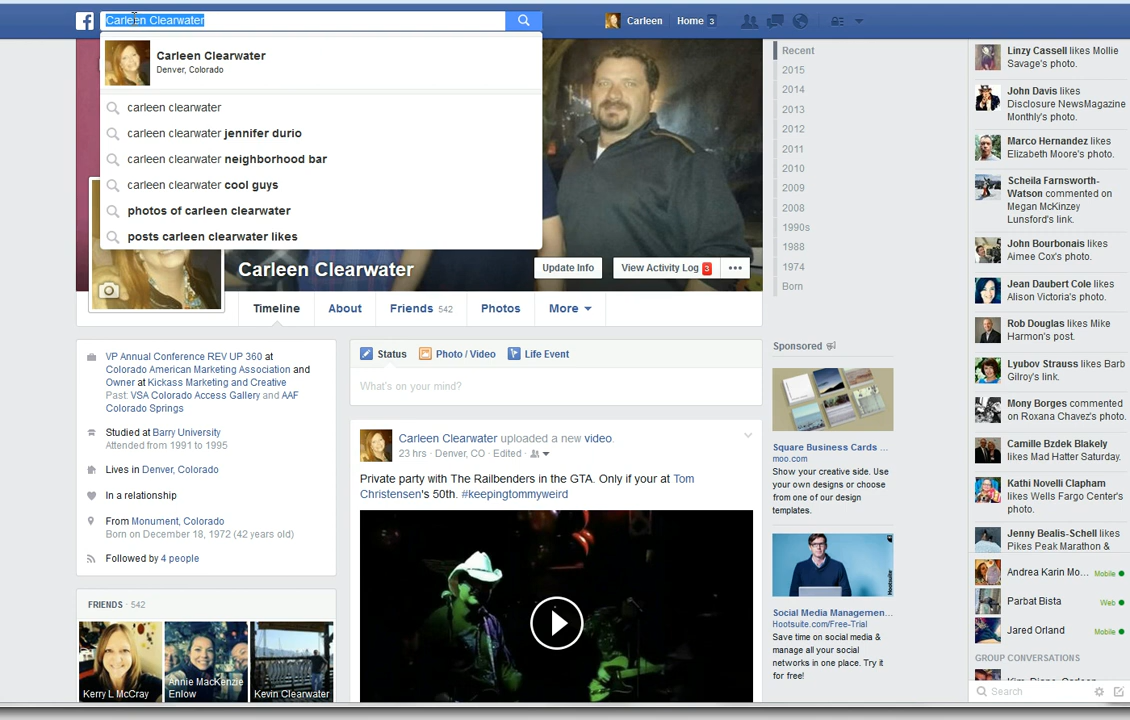 Carleen Clearwater
Carleen
Home 3
Carleen Clearwater
Denver, Colorado
carleen clearwater
carleen clearwater jennifer durio
carleen clearwater neighborhood bar
carleen clearwater cool guys
photos of carleen clearwater
posts carleen clearwater likes
Carleen Clearwater
Update Info
View Activity Log 3
Timeline
About
Friends 542
Photos
More
Recent
2015
2014
2013
2012
2011
2010
2009
2008
1990s
1988
1974
Born
VP Annual Conference REV UP 360 at
Colorado American Marketing Association and
Owner at Kickass Marketing and Creative
Past: VSA Colorado Access Gallery and AAF
Colorado Springs
Studied at Barry University
Attended from 1991 to 1995
Lives in Denver, Colorado
In a relationship
From Monument, Colorado
Born on December 18, 1972 (42 years old)
Followed by 4 people
FRIENDS · 542
Kerry L McCray
Annie MacKenzie
Enlow
Kevin Clearwater
Status
Photo / Video
Life Event
What's on your mind?
Carleen Clearwater uploaded a new video.
23 hrs · Denver, CO · Edited ·
Private party with The Railbenders in the GTA. Only if your at Tom
Christensen's 50th. #keepingtommyweird
Sponsored
Square Business Cards ...
moo.com
Show your creative side. Use
your own designs or choose
from one of our design
templates.
Hootsuite
Social Media Managemen...
Hootsuite.com/Free-Trial
Save time on social media &
manage all your social
networks in one place. Try it
for free!
Linzy Cassell likes Mollie
Savage's photo.
John Davis likes
Disclosure NewsMagazine
Monthly's photo.
Marco Hernandez likes
Elizabeth Moore's photo.
Scheila Farnsworth-
Watson commented on
Megan McKinzey
Lunsford's link.
John Bourbonais likes
Aimee Cox's photo.
Jean Daubert Cole likes
Alison Victoria's photo.
Rob Douglas likes Mike
Harmon's post.
Lyubov Strauss likes Barb
Gilroy's link.
Mony Borges commented
on Roxana Chavez's photo.
Camille Bzdek Blakely
likes Mad Hatter Saturday.
Kathi Novelli Clapham
likes Wells Fargo Center's
photo.
Jenny Bealis-Schell likes
Pikes Peak Marathon &
Andrea Karin Mo... Mobile
Parbat Bista Web
Jared Orland Mobile
GROUP CONVERSATIONS
Search